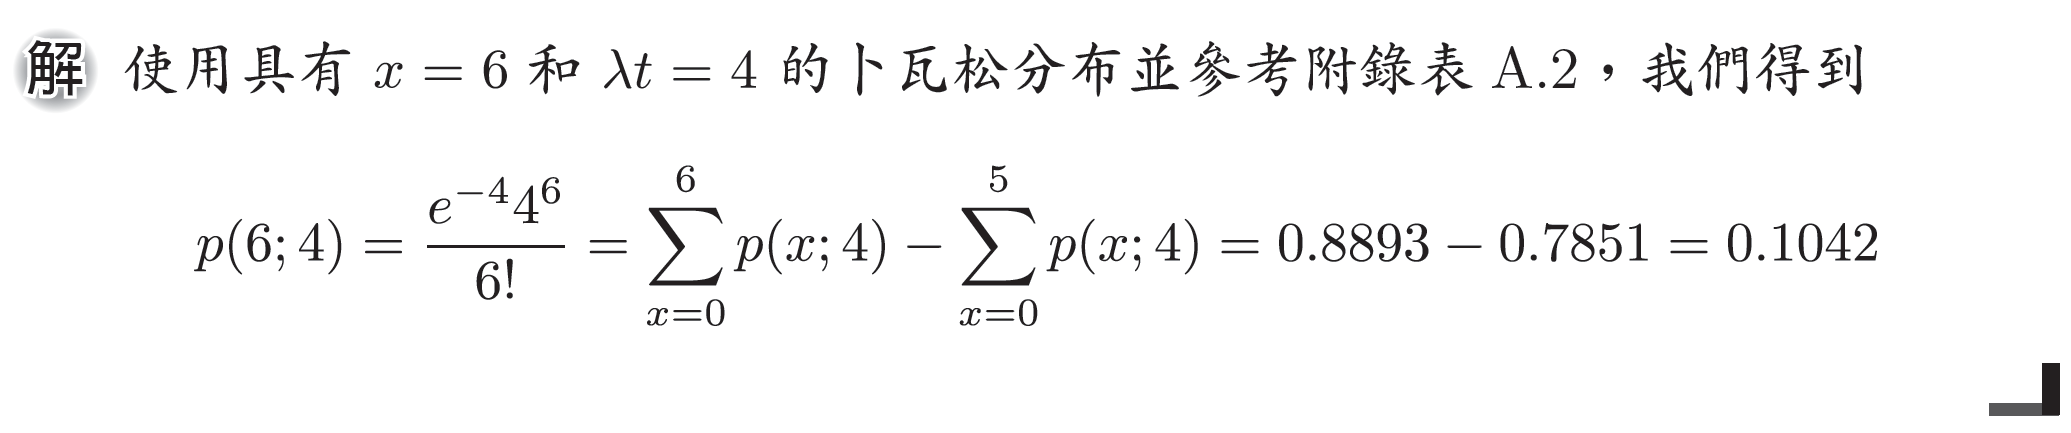 解 使用具有 x = 6 和 λt = 4 的卜瓦松分布並參考附錄表 A.2，我們得到
p(6; 4) = \frac{e^{-4}4^6}{6!} = \sum_{x=0}^{6} p(x; 4) − \sum_{x=0}^{5} p(x; 4) = 0.8893 − 0.7851 = 0.1042